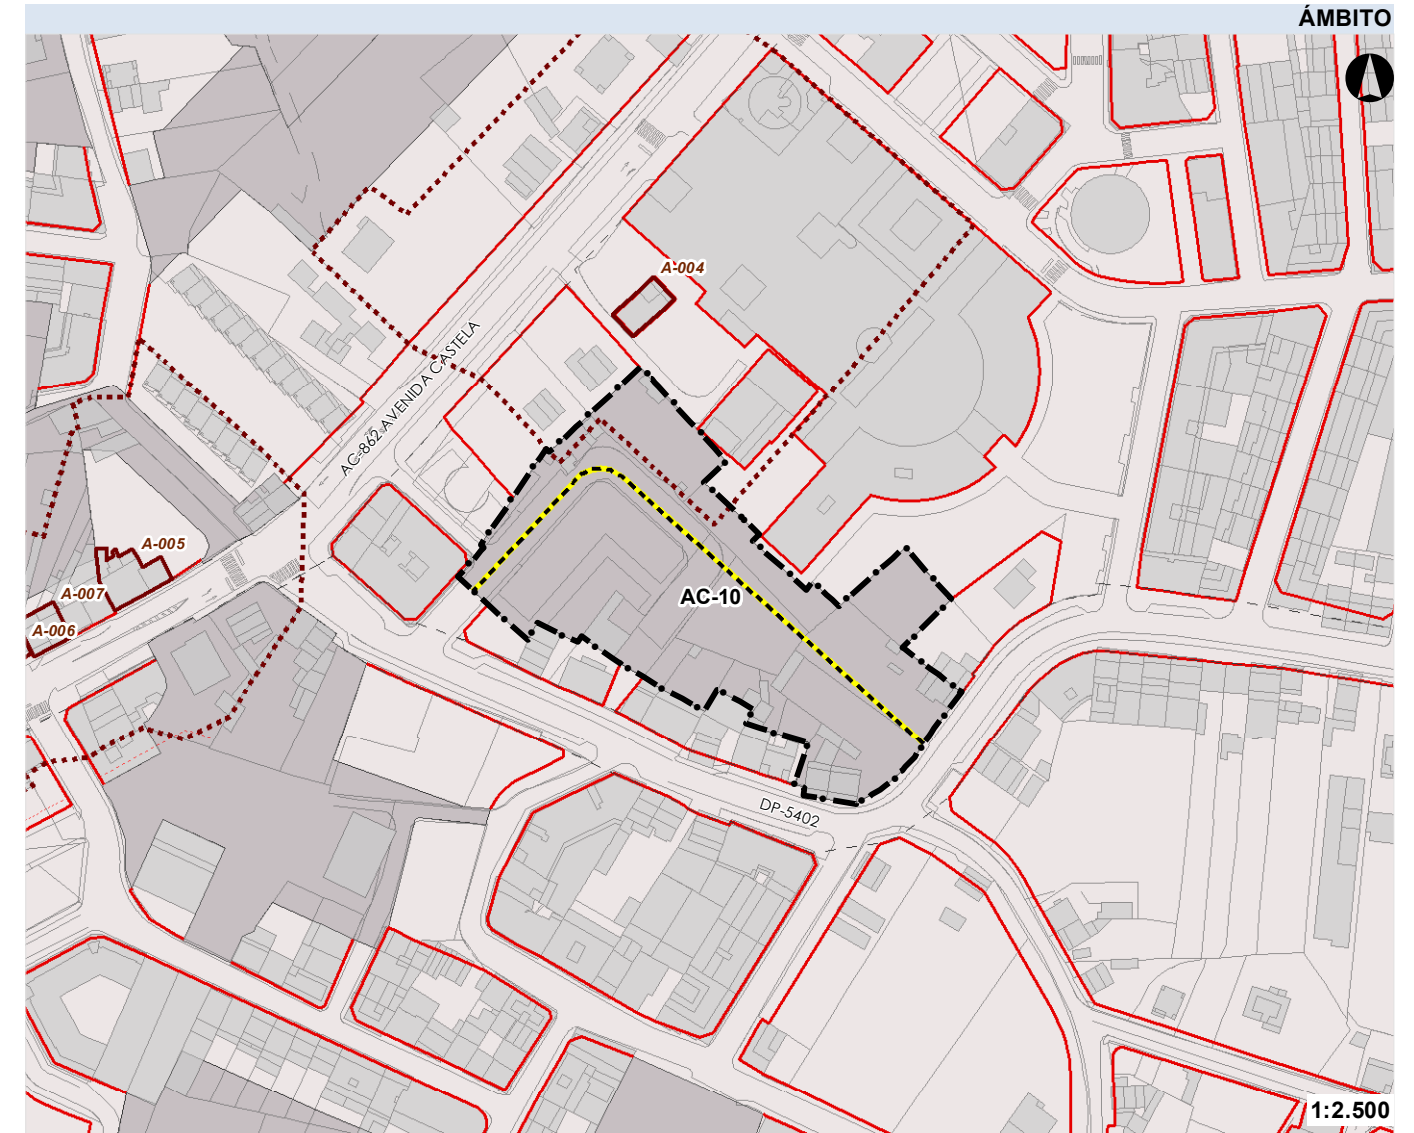 ÁMBITO
A-004
AC-862 AVENIDA CASTELA
A-005
A-007
A-006
AC-10
DP-5402
1:2.500